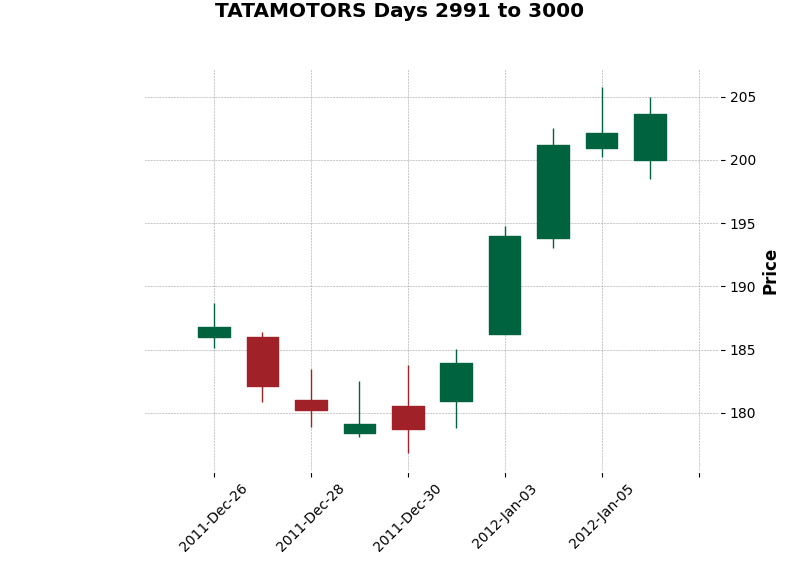 TATAMOTORS Days 2991 to 3000
205
200
195
190
185
180
Price
2011-Dec-26
2011-Dec-28
2011-Dec-30
2012-Jan-03
2012-Jan-05